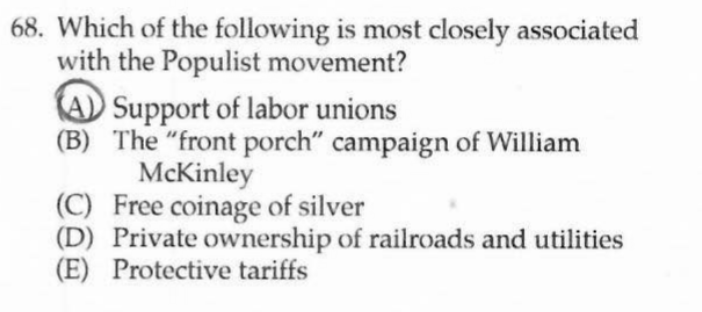 68. Which of the following is most closely associated
with the Populist movement?
(A) Support of labor unions
(B) The “front porch” campaign of William
McKinley
(C) Free coinage of silver
(D) Private ownership of railroads and utilities
(E) Protective tariffs